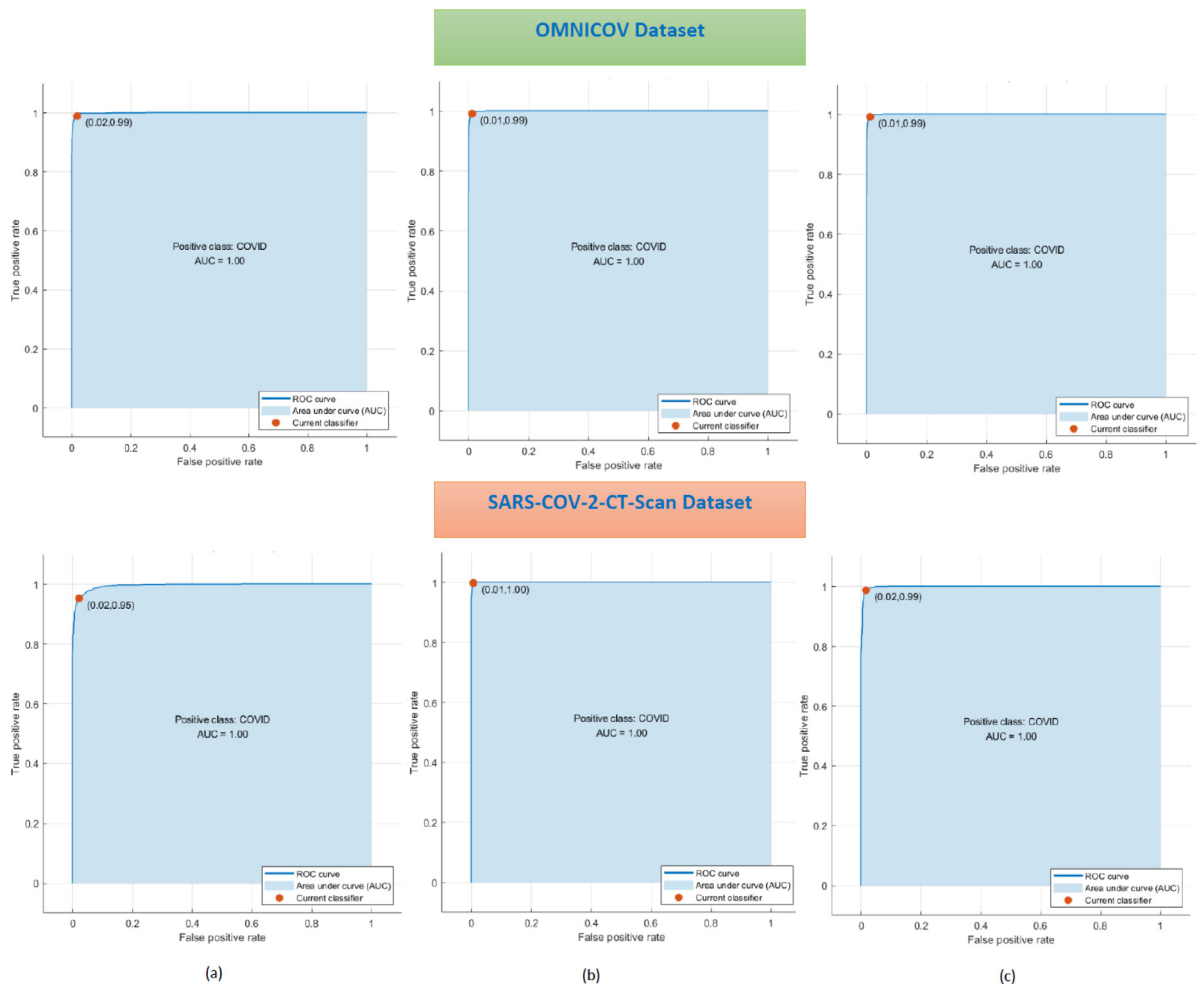 OMNICOV Dataset
1
0.8
0.6
0.4
0.2
0
True positive rate
(0.02,0.99)
Positive class: COVID
AUC = 1.00
ROC curve
Area under curve (AUC)
Current classifier
0 0.2 0.4 0.6 0.8 1
False positive rate
1
0.8
0.6
0.4
0.2
0
True positive rate
(0.01,0.99)
Positive class: COVID
AUC = 1.00
ROC curve
Area under curve (AUC)
Current classifier
0 0.2 0.4 0.6 0.8 1
False positive rate
1
0.8
0.6
0.4
0.2
0
True positive rate
(0.01,0.99)
Positive class: COVID
AUC = 1.00
ROC curve
Area under curve (AUC)
Current classifier
0 0.2 0.4 0.6 0.8 1
False positive rate
SARS-COV-2-CT-Scan Dataset
1
0.8
0.6
0.4
0.2
0
True positive rate
(0.02,0.95)
Positive class: COVID
AUC = 1.00
ROC curve
Area under curve (AUC)
Current classifier
0 0.2 0.4 0.6 0.8 1
False positive rate
1
0.8
0.6
0.4
0.2
0
True positive rate
(0.01,1.00)
Positive class: COVID
AUC = 1.00
ROC curve
Area under curve (AUC)
Current classifier
0 0.2 0.4 0.6 0.8 1
False positive rate
1
0.8
0.6
0.4
0.2
0
True positive rate
(0.02,0.99)
Positive class: COVID
AUC = 1.00
ROC curve
Area under curve (AUC)
Current classifier
0 0.2 0.4 0.6 0.8 1
False positive rate
(a) (b) (c)